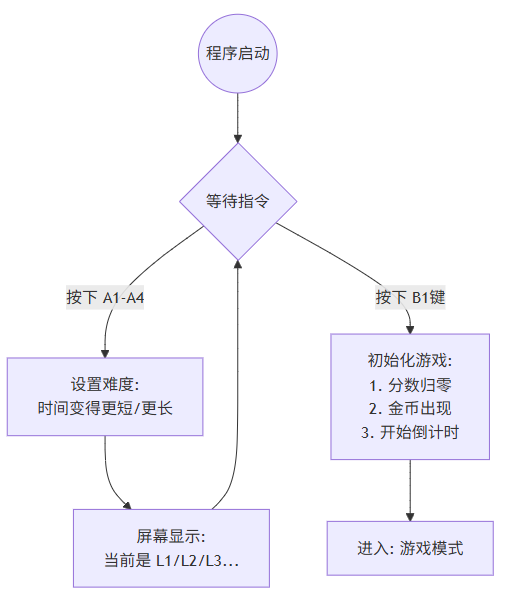 程序启动
等待指令
按下 A1-A4
按下 B1键
设置难度:
时间变得更短/更长
初始化游戏:
1. 分数归零
2. 金币出现
3. 开始倒计时
屏幕显示:
当前是 L1/L2/L3...
进入: 游戏模式